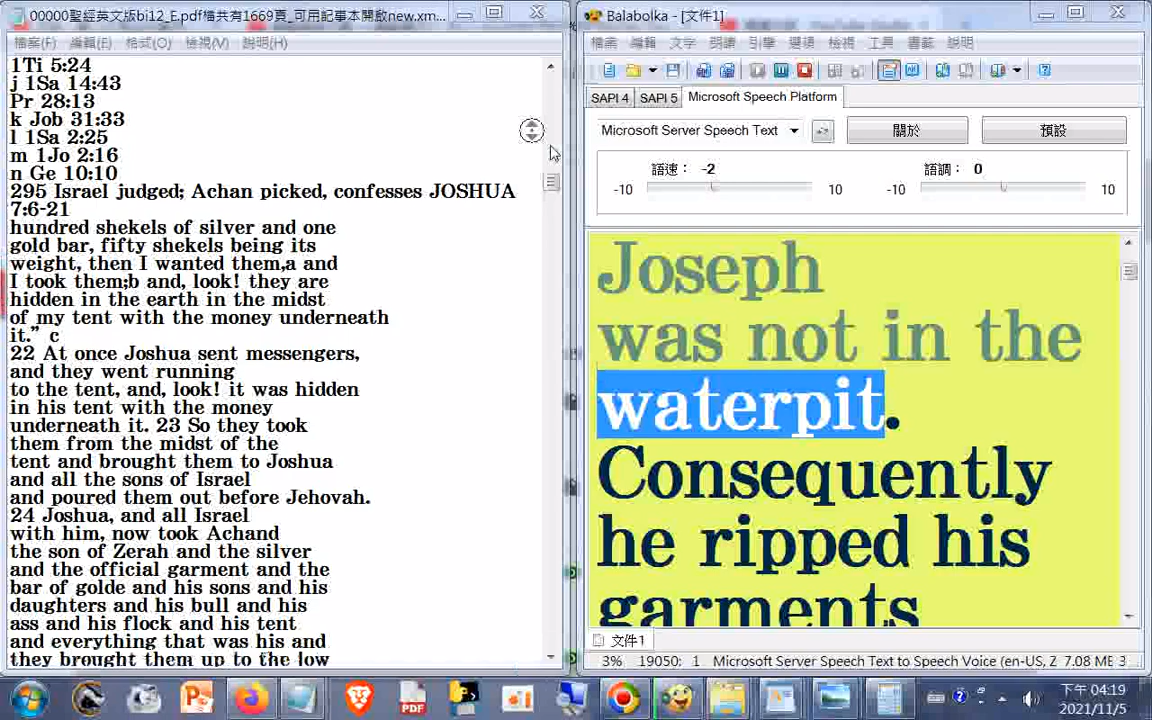 00000聖經英文版bi12_E.pdf檔共有1669頁_可用記事本開啟new.xm...
檔案(F) 編輯(E) 格式(O) 檢視(V) 說明(H)
1Ti 5:24
j 1Sa 14:43
Pr 28:13
k Job 31:33
l 1Sa 2:25
m 1Jo 2:16
n Ge 10:10
295 Israel judged; Achan picked, confesses JOSHUA
7:6-21
hundred shekels of silver and one
gold bar, fifty shekels being its
weight, then I wanted them,a and
I took them;b and, look! they are
hidden in the earth in the midst
of my tent with the money underneath
it.” c
22 At once Joshua sent messengers,
and they went running
to the tent, and, look! it was hidden
in his tent with the money
underneath it. 23 So they took
them from the midst of the
tent and brought them to Joshua
and all the sons of Israel
and poured them out before Jehovah.
24 Joshua, and all Israel
with him, now took Achand
the son of Zerah and the silver
and the official garment and the
bar of golde and his sons and his
daughters and his bull and his
ass and his flock and his tent
and everything that was his and
they brought them up to the low
Balabolka - [文件1]
檔案 編輯 文字 朗讀 引擎 選項 檢視 工具 書籤 說明
SAPI 4 SAPI 5 Microsoft Speech Platform
Microsoft Server Speech Text 關於 預設
語速: -2 語調: 0
-10 10 -10 10
Joseph
was not in the
waterpit.
Consequently
he ripped his
garments
文件1
3% 19050: 1 Microsoft Server Speech Text to Speech Voice (en-US, Z 7.08 MB 3
PDF
下午 04:19
2021/11/5